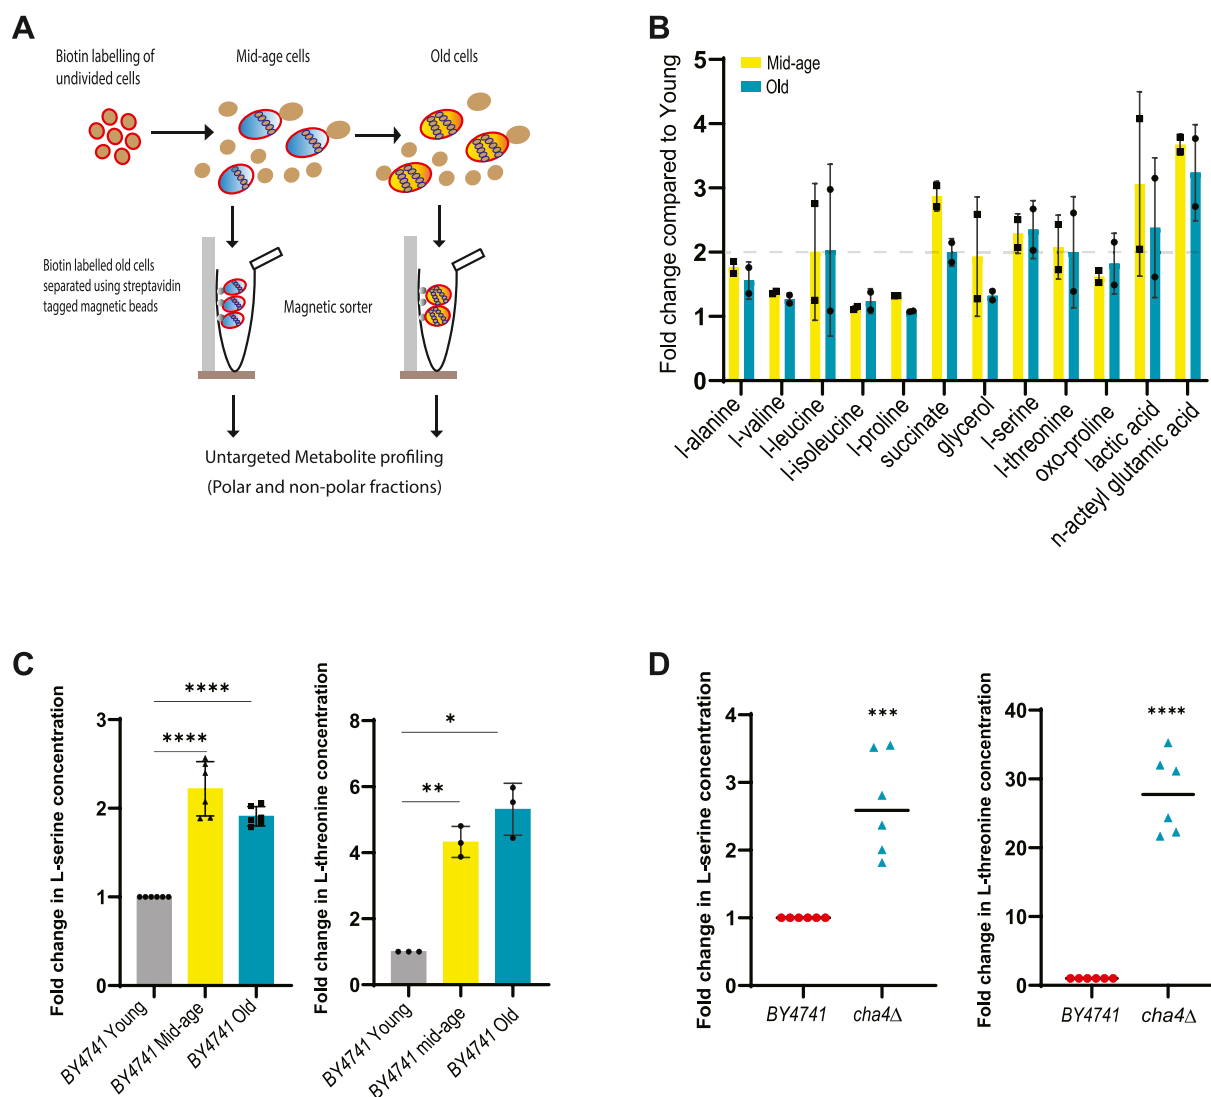 A
Biotin labelling of
undivided cells
Mid-age cells
Old cells
Biotin labelled old cells
separated using streptavidin
tagged magnetic beads
Magnetic sorter
Untargeted Metabolite profiling
(Polar and non-polar fractions)
B
Fold change compared to Young
5
4
3
2
1
0
Mid-age
Old
l-alanine
l-valine
l-leucine
l-isoleucine
l-proline
succinate
glycerol
l-serine
l-threonine
oxo-proline
lactic acid
n-acteyl glutamic acid
C
Fold change in L-serine concentration
3
2
1
0
****
****
BY4741 Young
BY4741 Mid-age
BY4741 Old
Fold change in L-threonine concentration
8
6
4
2
0
*
**
BY4741 Young
BY4741 mid-age
BY4741 Old
D
Fold change in L-serine concentration
4
3
2
1
0
***
BY4741
cha4Δ
Fold change in L-threonine concentration
40
30
20
10
0
****
BY4741
cha4Δ